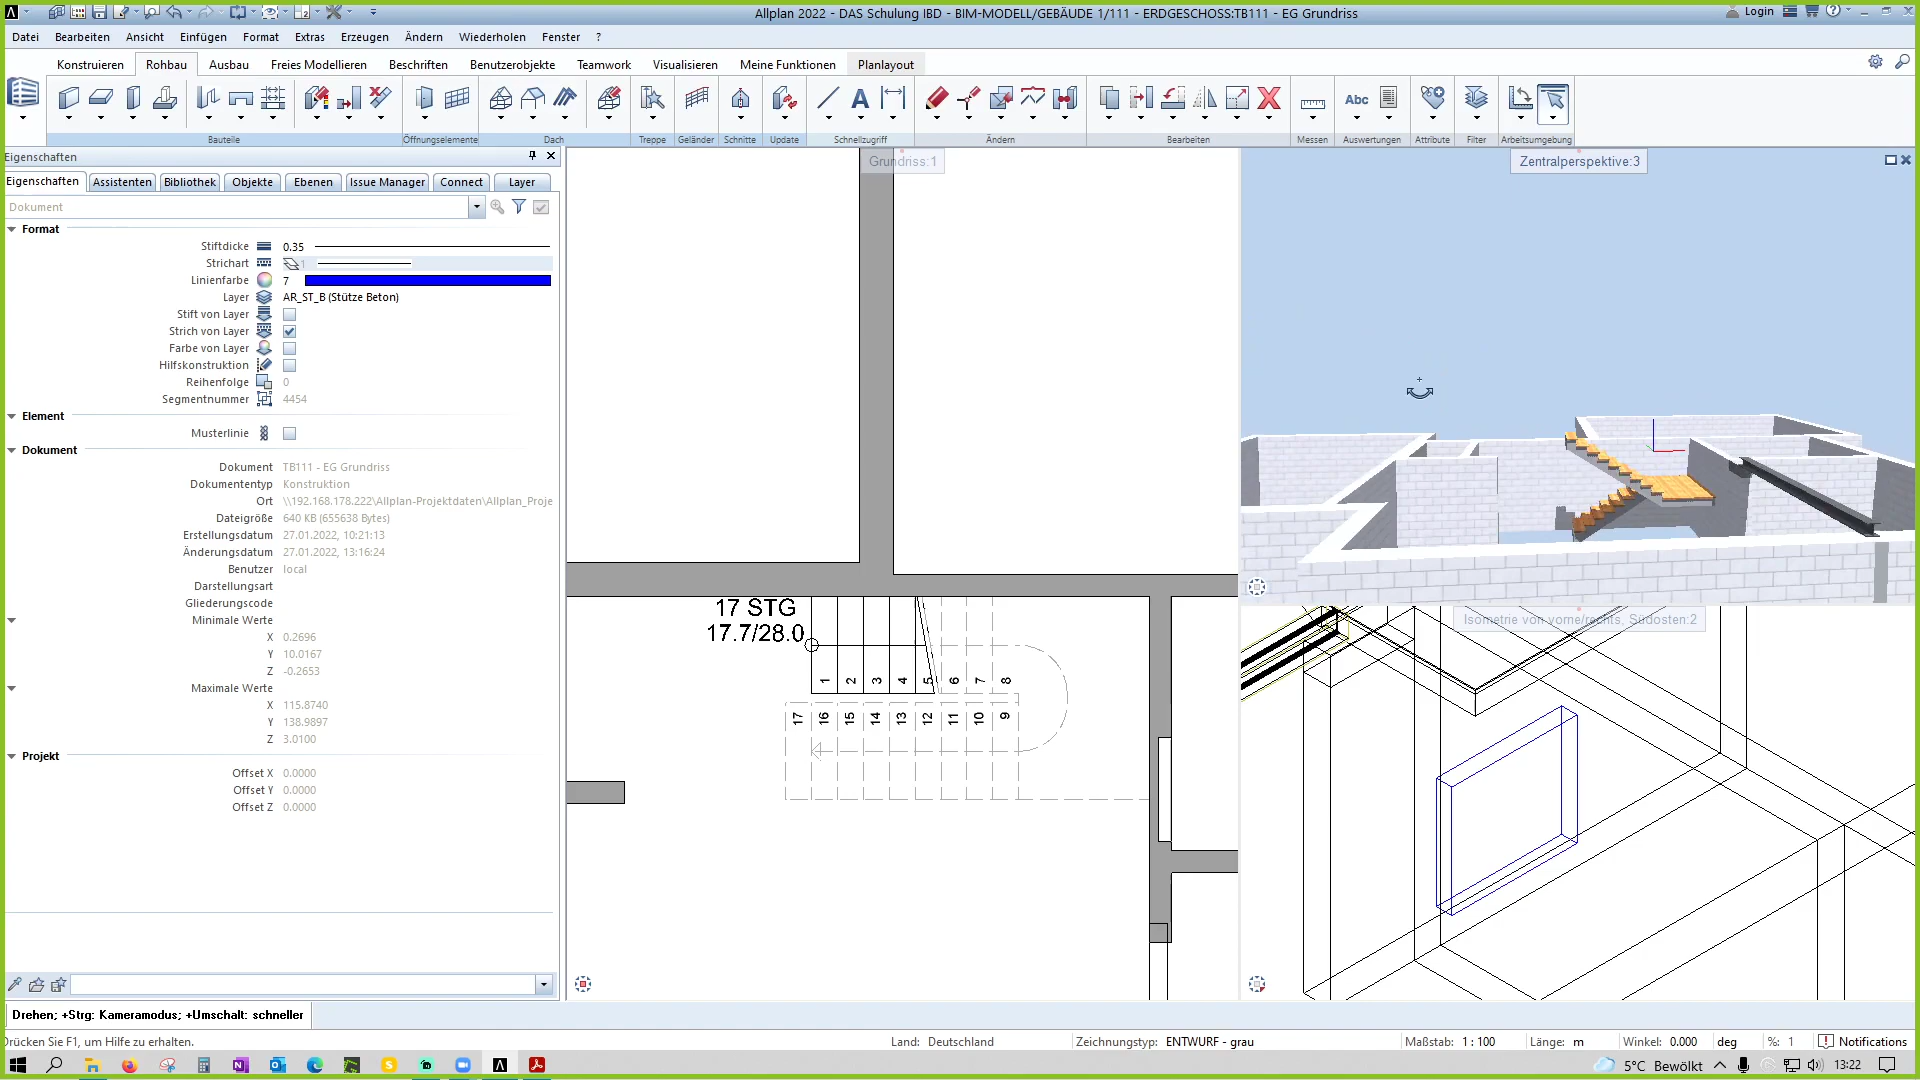 Allplan 2022 - DAS Schulung IBD - BIM-MODELL/GEBÄUDE 1/111 - ERDGESCHOSS:TB111 - EG Grundriss
Login
Datei Bearbeiten Ansicht Einfügen Format Extras Erzeugen Ändern Wiederholen Fenster ?
Konstruieren Rohbau Ausbau Freies Modellieren Beschriften Benutzerobjekte Teamwork Visualisieren Meine Funktionen Planlayout
Abc
Bauteile Öffnungselemente Dach Treppe Geländer Schnitte Update Schnellzugriff Ändern Bearbeiten Messen Auswertungen Attribute Filter Arbeitsumgebung
Eigenschaften
Eigenschaften Assistenten Bibliothek Objekte Ebenen Issue Manager Connect Layer
Dokument
Format
Stiftdicke 0.35
Strichart 1
Linienfarbe 7
Layer AR_ST_B (Stütze Beton)
Stift von Layer
Strich von Layer
Farbe von Layer
Hilfskonstruktion
Reihenfolge 0
Segmentnummer 4454
Element
Musterlinie
Dokument
Dokument TB111 - EG Grundriss
Dokumententyp Konstruktion
Ort \\192.168.178.222\Allplan-Projektdaten\Allplan_Proje
Dateigröße 640 KB (655638 Bytes)
Erstellungsdatum 27.01.2022, 10:21:13
Änderungsdatum 27.01.2022, 13:16:24
Benutzer local
Darstellungsart
Gliederungscode
Minimale Werte
X 0.2696
Y 10.0167
Z -0.2653
Maximale Werte
X 115.8740
Y 138.9897
Z 3.0100
Projekt
Offset X 0.0000
Offset Y 0.0000
Offset Z 0.0000
Grundriss:1
17 STG
17.7/28.0
1 2 3 4 5 6 7 8
17 16 15 14 13 12 11 10 9
Zentralperspektive:3
Isometrie von vorne/rechts, Südosten:2
Drehen; +Strg: Kameramodus; +Umschalt: schneller
Drücken Sie F1, um Hilfe zu erhalten.
Land: Deutschland
Zeichnungstyp: ENTWURF - grau
Maßstab: 1 : 100
Länge: m
Winkel: 0.000 deg
%: 1
Notifications
5°C Bewölkt
13:22